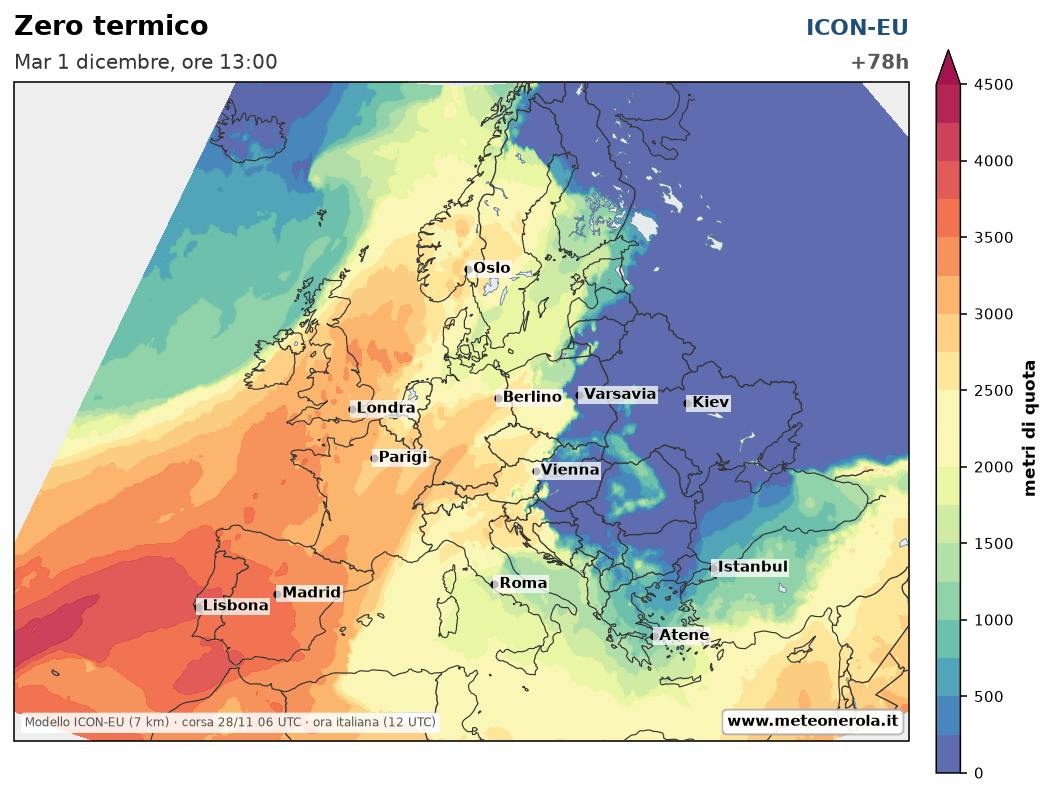 Zero termico
ICON-EU
Mar 1 dicembre, ore 13:00
+78h
4500
4000
3500
3000
2500
2000
1500
1000
500
0
metri di quota
Oslo
Berlino
Varsavia
Kiev
Londra
Parigi
Vienna
Istanbul
Roma
Madrid
Lisbona
Atene
Modello ICON-EU (7 km) · corsa 28/11 06 UTC · ora italiana (12 UTC)
www.meteonerola.it